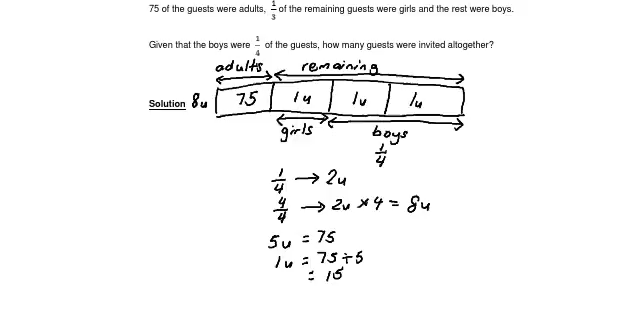 75 of the guests were adults, 1/3 of the remaining guests were girls and the rest were boys.
Given that the boys were 1/4 of the guests, how many guests were invited altogether?
adults remaining
Solution 8u 75 1u 1u 1u
girls boys
1/4
1/4 → 2u
4/4 → 2u × 4 = 8u
5u = 75
1u = 75 ÷ 5
= 15